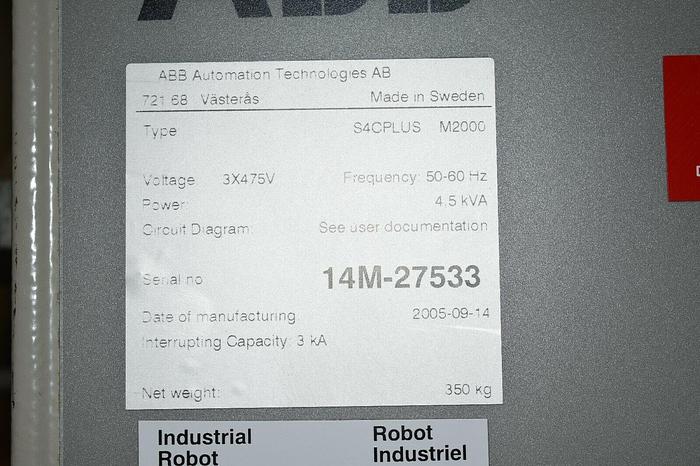 ABB
ABB Automation Technologies AB
721 68 Västerås Made in Sweden
Type S4CPLUS M2000
Voltage 3X475V Frequency: 50-60 Hz
Power: 4.5 kVA
Circuit Diagram: See user documentation
Serial no 14M-27533
Date of manufacturing: 2005-09-14
Interrupting Capacity: 3 kA
Net weight: 350 kg
Industrial Robot
Robot Industriel